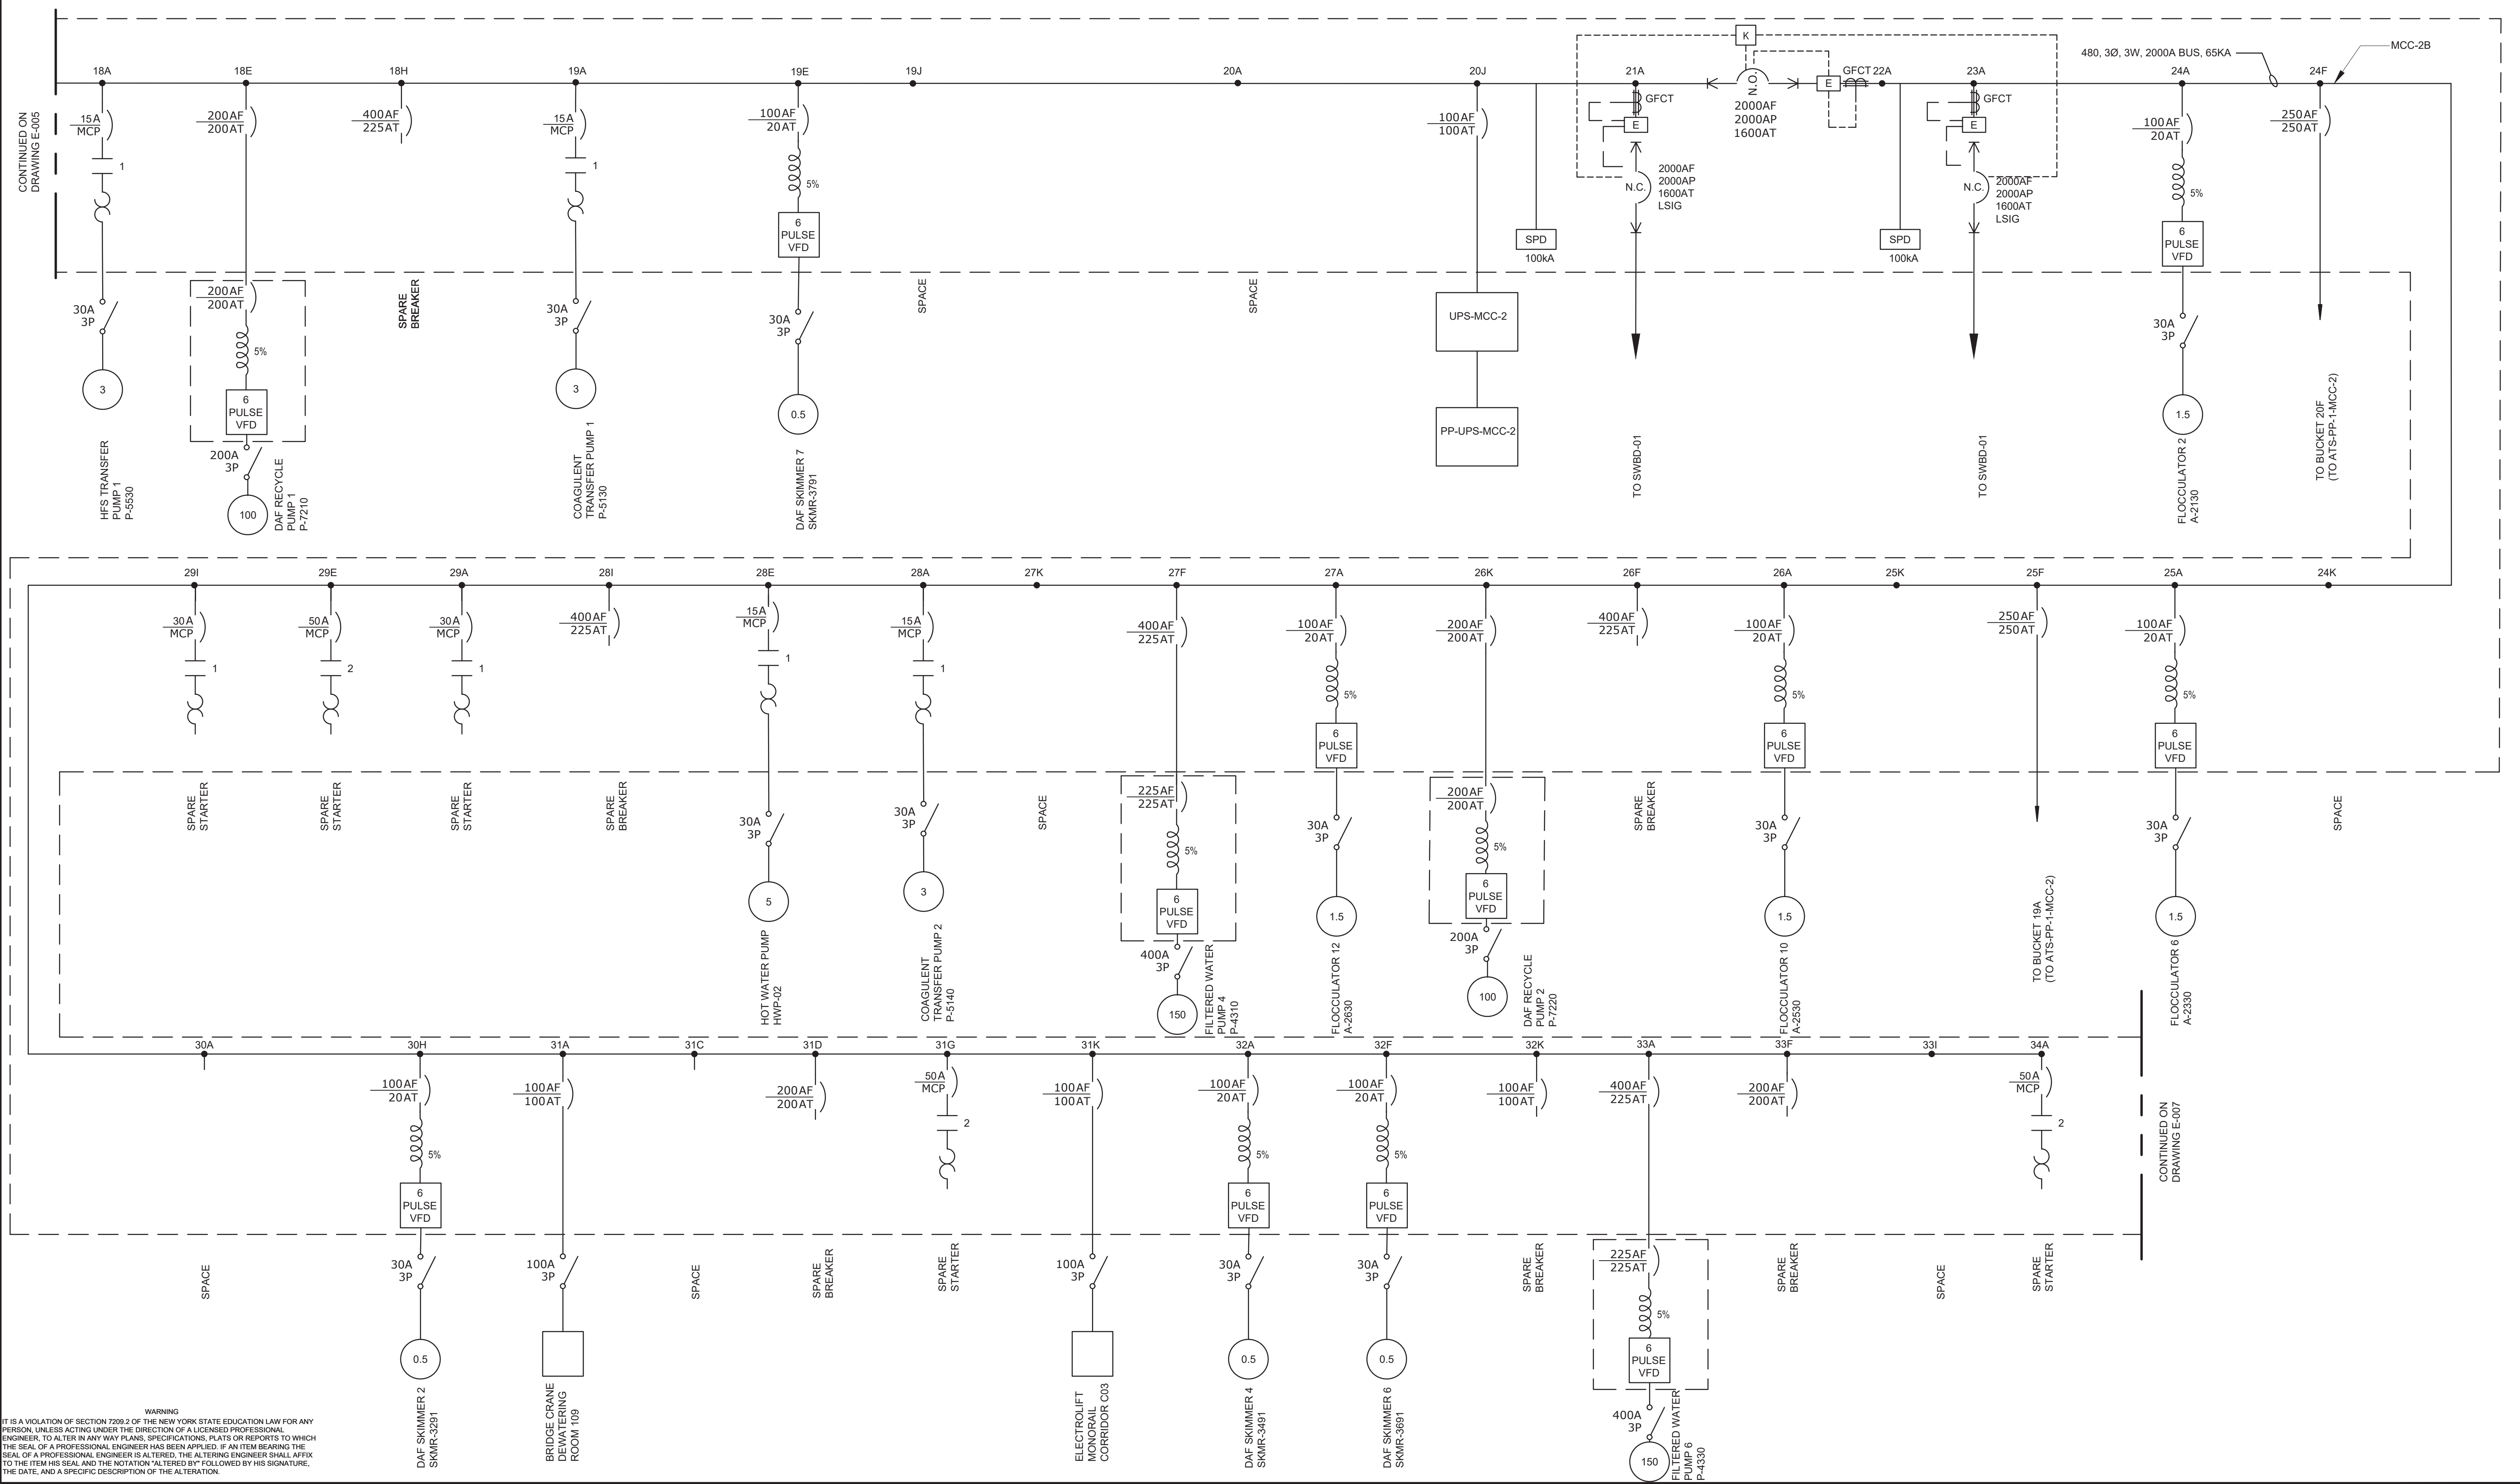 CONTINUED ON
DRAWING E-005
18A
15A
MCP
1
30A
3P
3
HFS TRANSFER
PUMP 1
P-5530
18E
200AF
200AT
200AF
200AT
5%
6
PULSE
VFD
200A
3P
100
DAF RECYCLE
PUMP 1
P-7210
18H
400AF
225AT
SPARE
BREAKER
19A
15A
MCP
1
30A
3P
3
COAGULENT
TRANSFER PUMP 1
P-5130
19E
100AF
20AT
5%
6
PULSE
VFD
30A
3P
0.5
DAF SKIMMER 7
SKMR-3791
19J
SPACE
20A
SPACE
20J
100AF
100AT
UPS-MCC-2
PP-UPS-MCC-2
SPD
100kA
21A
GFCT
E
N.C.
2000AF
2000AP
1600AT
LSIG
TO SWBD-01
K
N.O.
2000AF
2000AP
1600AT
E
GFCT
22A
SPD
100kA
23A
GFCT
E
N.C.
2000AF
2000AP
1600AT
LSIG
TO SWBD-01
480, 3Ø, 3W, 2000A BUS, 65KA
MCC-2B
24A
100AF
20AT
5%
6
PULSE
VFD
30A
3P
1.5
FLOCCULATOR 2
A-2130
24F
250AF
250AT
TO BUCKET 20F
(TO ATS-PP-1-MCC-2)
29I
30A
MCP
1
SPARE
STARTER
29E
50A
MCP
2
SPARE
STARTER
29A
30A
MCP
1
SPARE
STARTER
28I
400AF
225AT
SPARE
BREAKER
28E
15A
MCP
1
30A
3P
5
HOT WATER PUMP
HWP-02
28A
15A
MCP
1
30A
3P
3
COAGULENT
TRANSFER PUMP 2
P-5140
27K
SPACE
27F
400AF
225AT
225AF
225AT
5%
6
PULSE
VFD
400A
3P
150
FILTERED WATER
PUMP 4
P-4310
27A
100AF
20AT
5%
6
PULSE
VFD
30A
3P
1.5
FLOCCULATOR 12
A-2630
26K
200AF
200AT
200AF
200AT
5%
6
PULSE
VFD
200A
3P
100
DAF RECYCLE
PUMP 2
P-7220
26F
400AF
225AT
SPARE
BREAKER
26A
100AF
20AT
5%
6
PULSE
VFD
30A
3P
1.5
FLOCCULATOR 10
A-2530
25K
25F
250AF
250AT
TO BUCKET 19A
(TO ATS-PP-1-MCC-2)
25A
100AF
20AT
5%
6
PULSE
VFD
30A
3P
1.5
FLOCCULATOR 6
A-2330
24K
SPACE
30A
SPACE
30H
100AF
20AT
5%
6
PULSE
VFD
30A
3P
0.5
DAF SKIMMER 2
SKMR-3291
31A
100AF
100AT
100A
3P
BRIDGE CRANE
DEWATERING
ROOM 109
31C
SPACE
31D
200AF
200AT
SPARE
BREAKER
31G
50A
MCP
2
SPARE
STARTER
31K
100AF
100AT
100A
3P
ELECTROLIFT
MONORAIL
CORRIDOR C03
32A
100AF
20AT
5%
6
PULSE
VFD
30A
3P
0.5
DAF SKIMMER 4
SKMR-3491
32F
100AF
20AT
5%
6
PULSE
VFD
30A
3P
0.5
DAF SKIMMER 6
SKMR-3691
32K
100AF
100AT
SPARE
BREAKER
33A
400AF
225AT
225AF
225AT
5%
6
PULSE
VFD
400A
3P
150
FILTERED WATER
PUMP 6
P-4330
33F
200AF
200AT
SPARE
BREAKER
33I
SPACE
34A
50A
MCP
2
SPARE
STARTER
CONTINUED ON
DRAWING E-007
WARNING
IT IS A VIOLATION OF SECTION 7209.2 OF THE NEW YORK STATE EDUCATION LAW FOR ANY
PERSON, UNLESS ACTING UNDER THE DIRECTION OF A LICENSED PROFESSIONAL
ENGINEER, TO ALTER IN ANY WAY PLANS, SPECIFICATIONS, PLATS OR REPORTS TO WHICH
THE SEAL OF A PROFESSIONAL ENGINEER HAS BEEN APPLIED. IF AN ITEM BEARING THE
SEAL OF A PROFESSIONAL ENGINEER IS ALTERED, THE ALTERING ENGINEER SHALL AFFIX
TO THE ITEM HIS SEAL AND THE NOTATION "ALTERED BY" FOLLOWED BY HIS SIGNATURE,
THE DATE, AND A SPECIFIC DESCRIPTION OF THE ALTERATION.